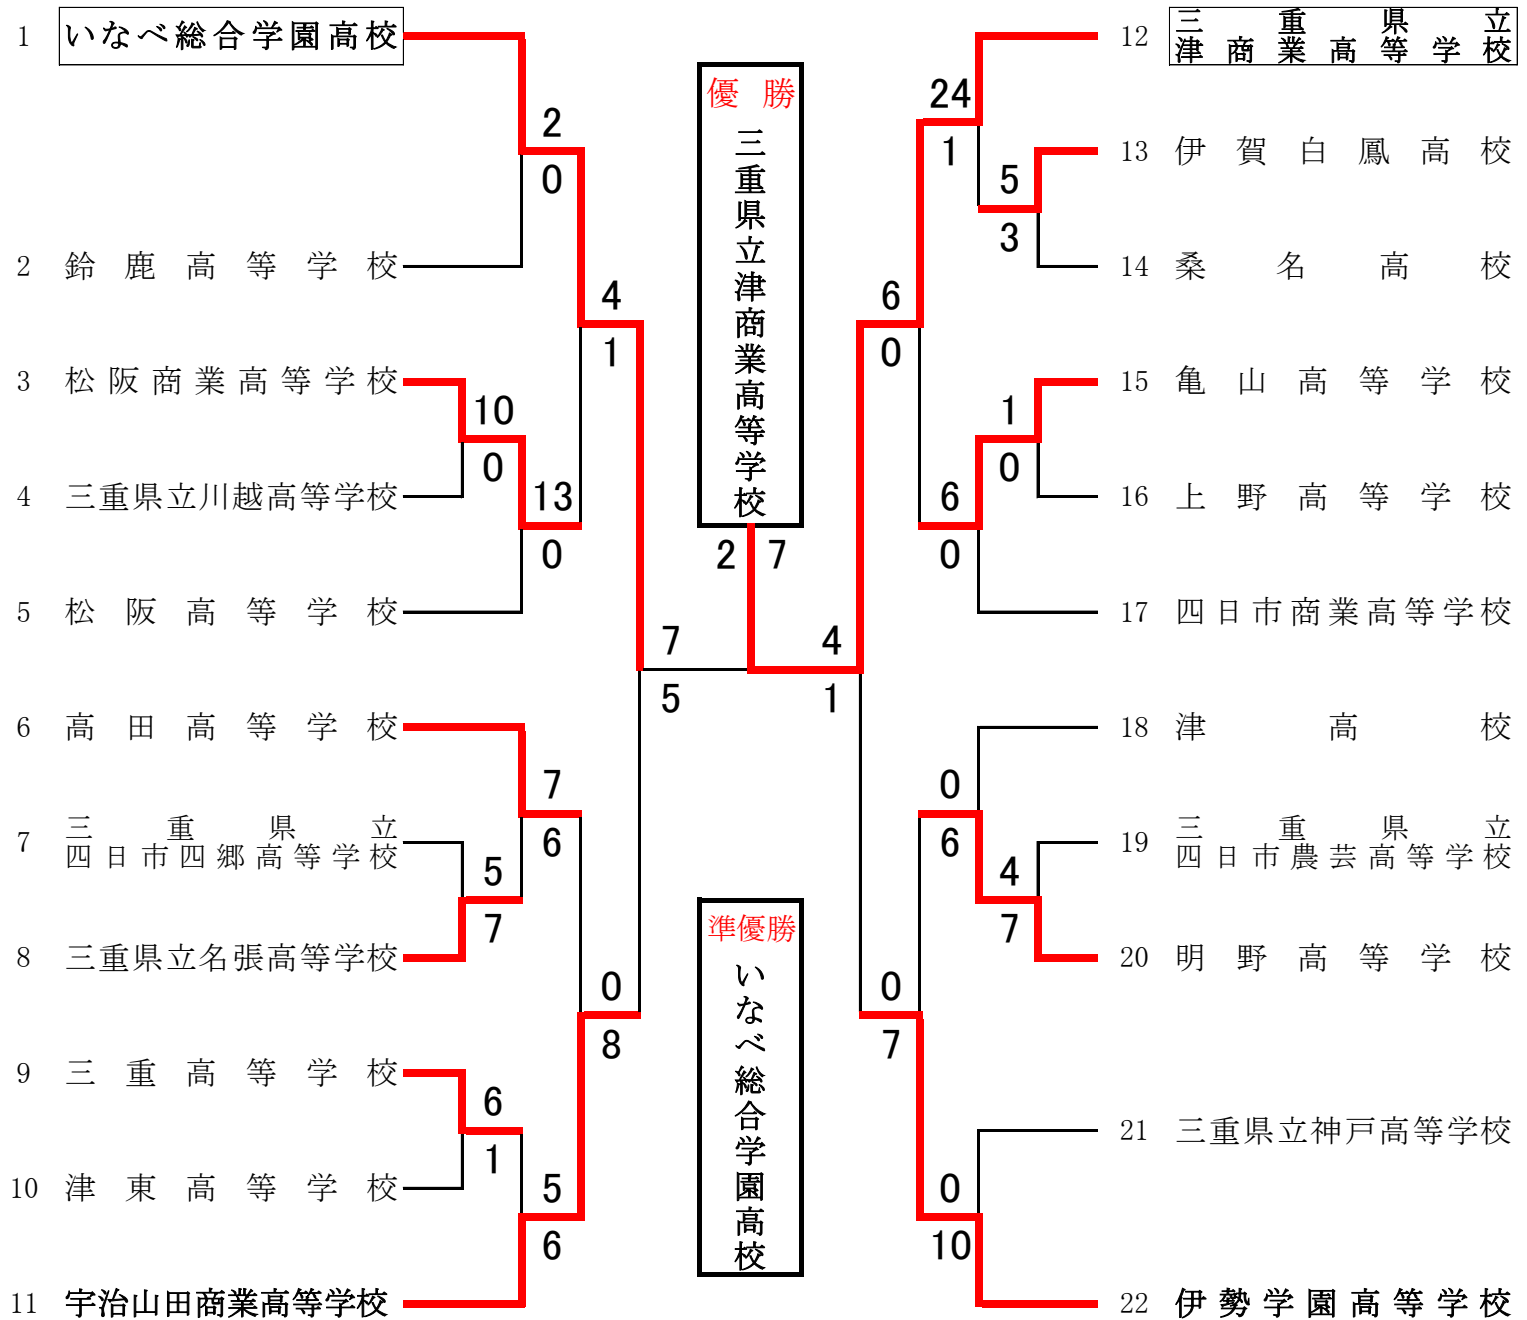 1 いなべ総合学園高校
2
0
2 鈴鹿高等学校
4
1
3 松阪商業高等学校
10
0
4 三重県立川越高等学校
13
0
5 松阪高等学校
7
5
6 高田高等学校
7
6
7 三重県立
四日市四郷高等学校
5
7
8 三重県立名張高等学校
0
8
9 三重高等学校
6
1
10 津東高等学校
5
6
11 宇治山田商業高等学校
優勝
三重県立津商業高等学校
2 7
準優勝
いなべ総合学園高校
12 三重県立
津商業高等学校
24
1
13 伊賀白鳳高校
5
3
14 桑名高校
6
0
15 亀山高等学校
1
0
16 上野高等学校
6
0
17 四日市商業高等学校
4
1
18 津高校
0
6
19 三重県立
四日市農芸高等学校
4
7
20 明野高等学校
0
7
21 三重県立神戸高等学校
0
10
22 伊勢学園高等学校